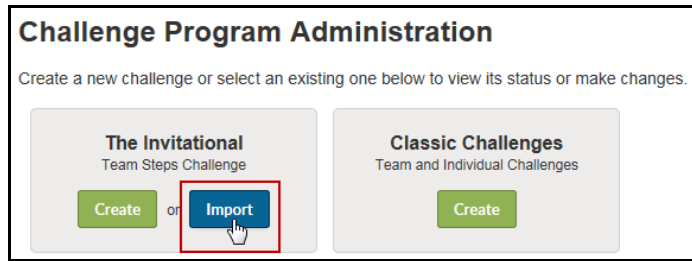 Challenge Program Administration
Create a new challenge or select an existing one below to view its status or make changes.
The Invitational
Team Steps Challenge
Create or Import
Classic Challenges
Team and Individual Challenges
Create